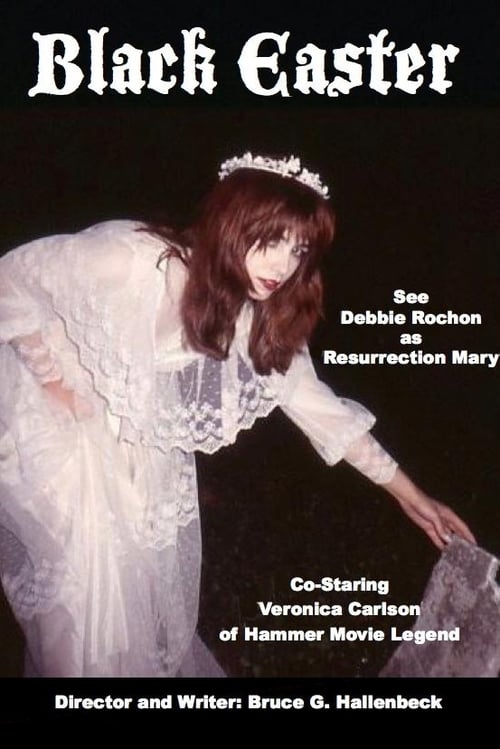 Black Easter
See
Debbie Rochon
as
Resurrection Mary
Co-Staring
Veronica Carlson
of Hammer Movie Legend
Director and Writer: Bruce G. Hallenbeck